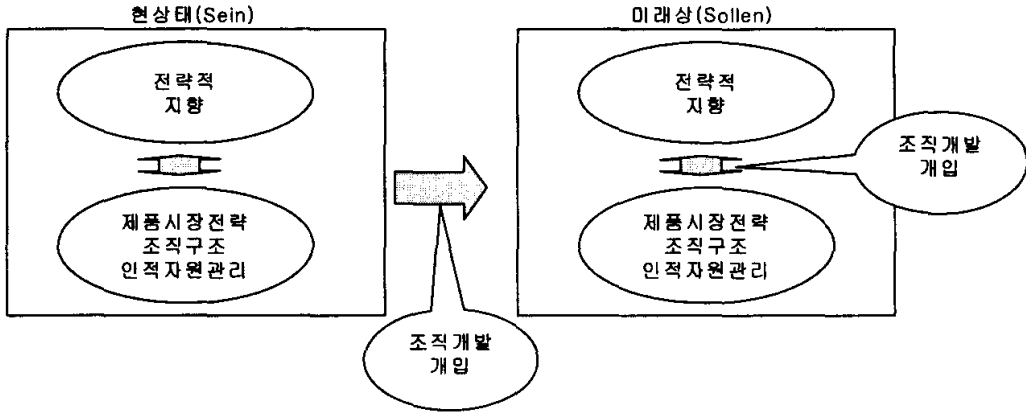 현상태(Sein)
전략적
지향
제품시장전략
조직구조
인적자원관리
조직개발
개입
미래상(Sollen)
전략적
지향
제품시장전략
조직구조
인적자원관리
조직개발
개입